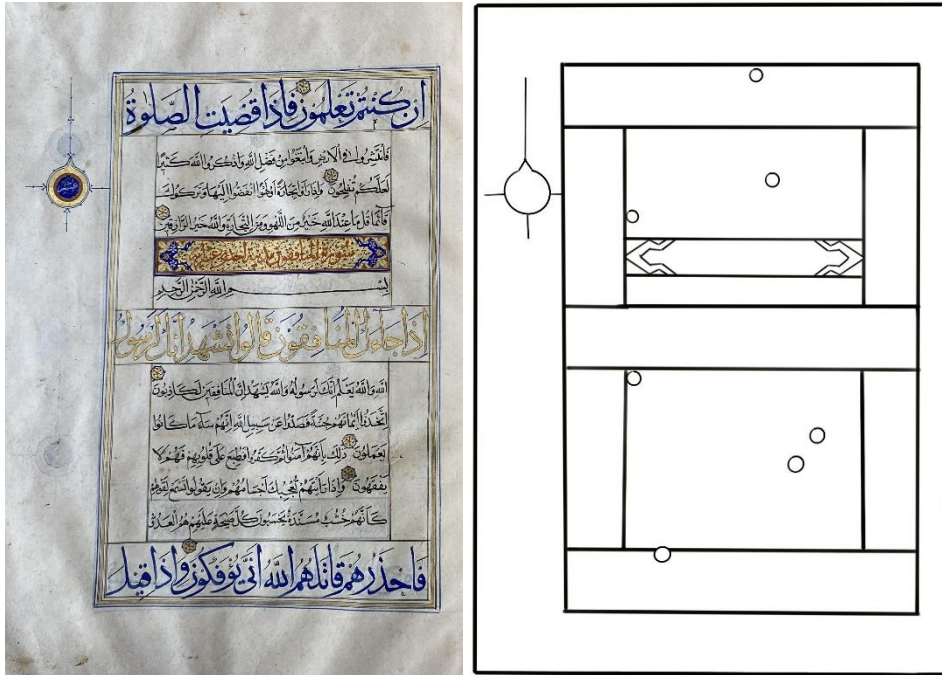 ان كنتم تعلمون فاذا قضيت الصلوة
فانتشروا في الارض وابتغوا من فضل الله واذكروا الله كثيرا
لعلكم تفلحون واذا راوا تجارة او لهوا انفضوا اليها وتركوك
قائما قل ما عند الله خير من اللهو ومن التجارة والله خير الرازقين
سورة المنافقون مدنية احدى عشر
بسم الله الرحمن الرحيم
اذا جاءك المنافقون قالوا نشهد انك لرسول
الله والله يعلم انك لرسوله والله يشهد ان المنافقين لكاذبون
اتخذوا ايمانهم جنة فصدوا عن سبيل الله انهم ساء ما كانوا
يعملون ذلك بانهم آمنوا ثم كفروا فطبع على قلوبهم فهم لا
يفقهون واذا رايتهم تعجبك اجسامهم وان يقولوا تسمع لقولهم
كانهم خشب مسندة يحسبون كل صيحة عليهم هم العدو
فاحذرهم قاتلهم الله انى يؤفكون واذا قيل